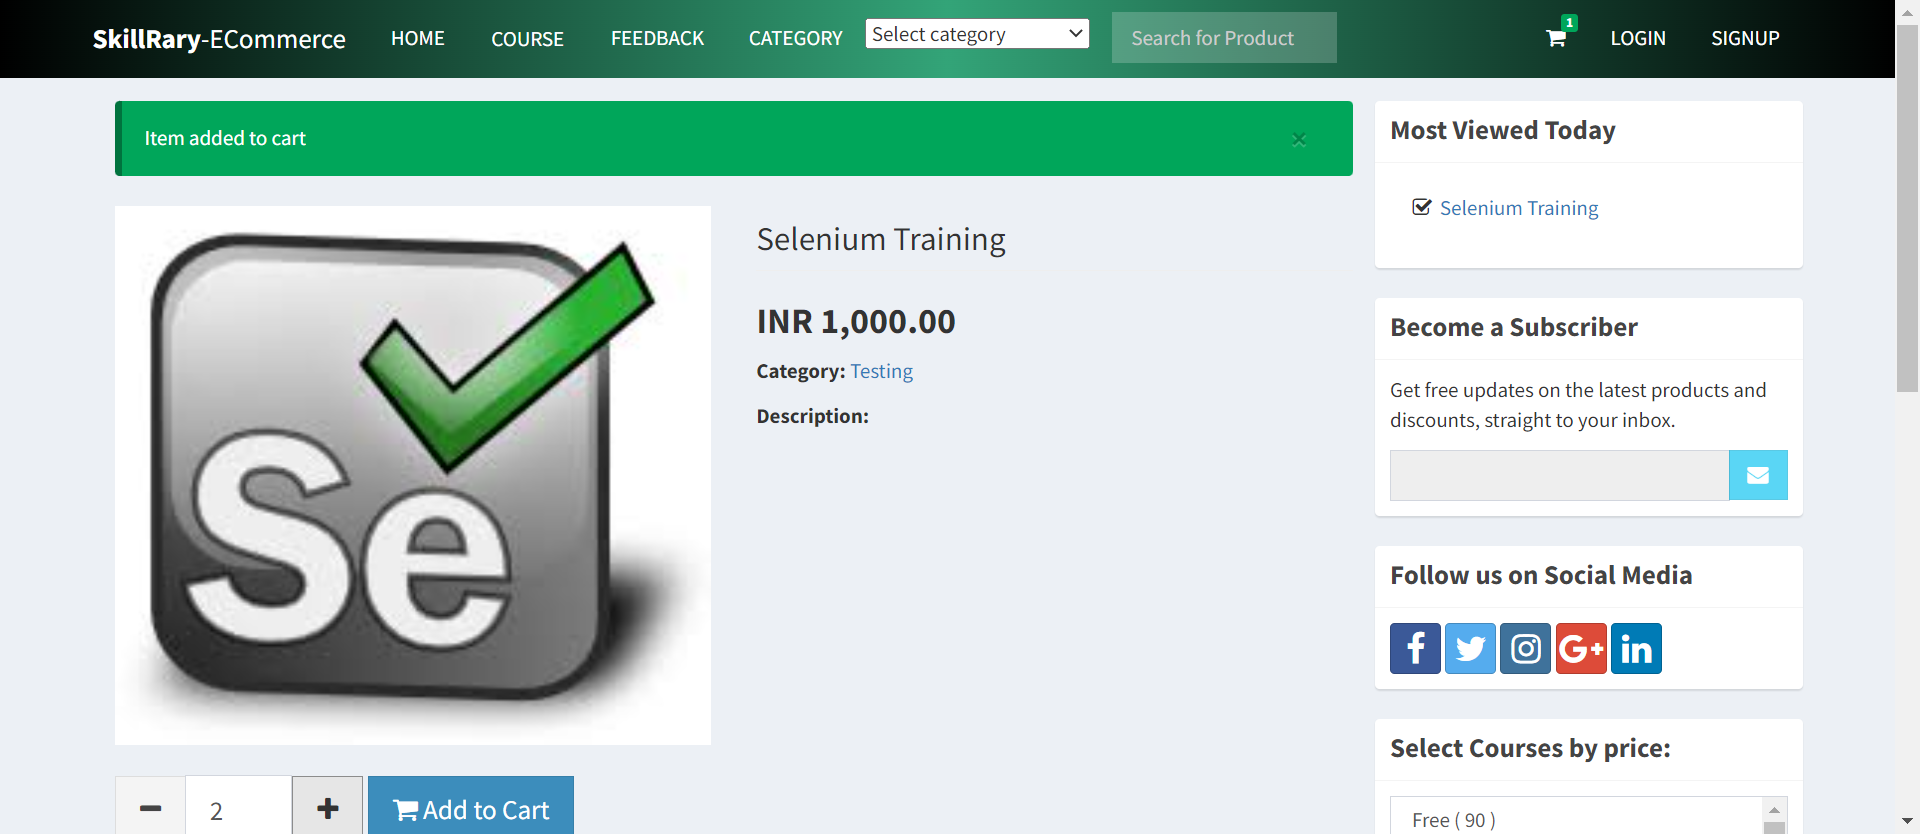 SkillRary-ECommerce HOME COURSE FEEDBACK CATEGORY Select category Search for Product 1 LOGIN SIGNUP
Item added to cart ×
Se
Selenium Training
INR 1,000.00
Category: Testing
Description:
2 Add to Cart
Most Viewed Today
Selenium Training
Become a Subscriber
Get free updates on the latest products and
discounts, straight to your inbox.
Follow us on Social Media
f G+ in
Select Courses by price:
Free ( 90 )